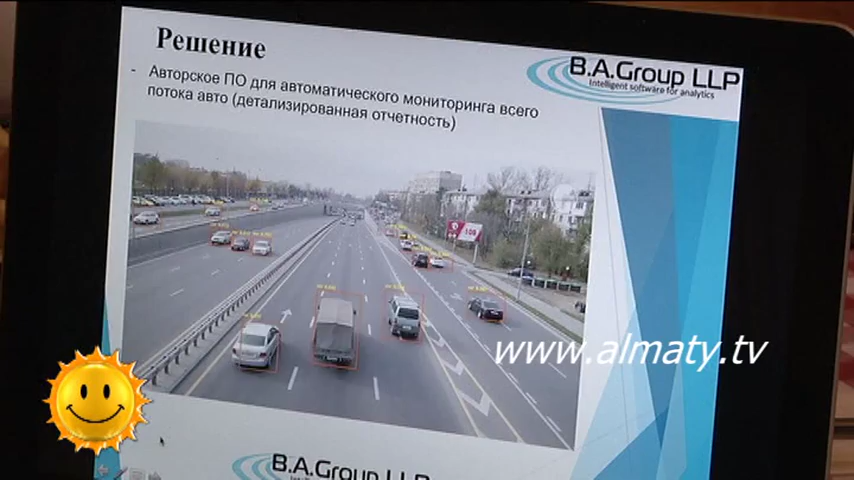 Решение
B.A.Group LLP
Intelligent software for analytics
- Авторское ПО для автоматического мониторинга всего
потока авто (детализированная отчетность)
www.almaty.tv
B.A.Group LLP